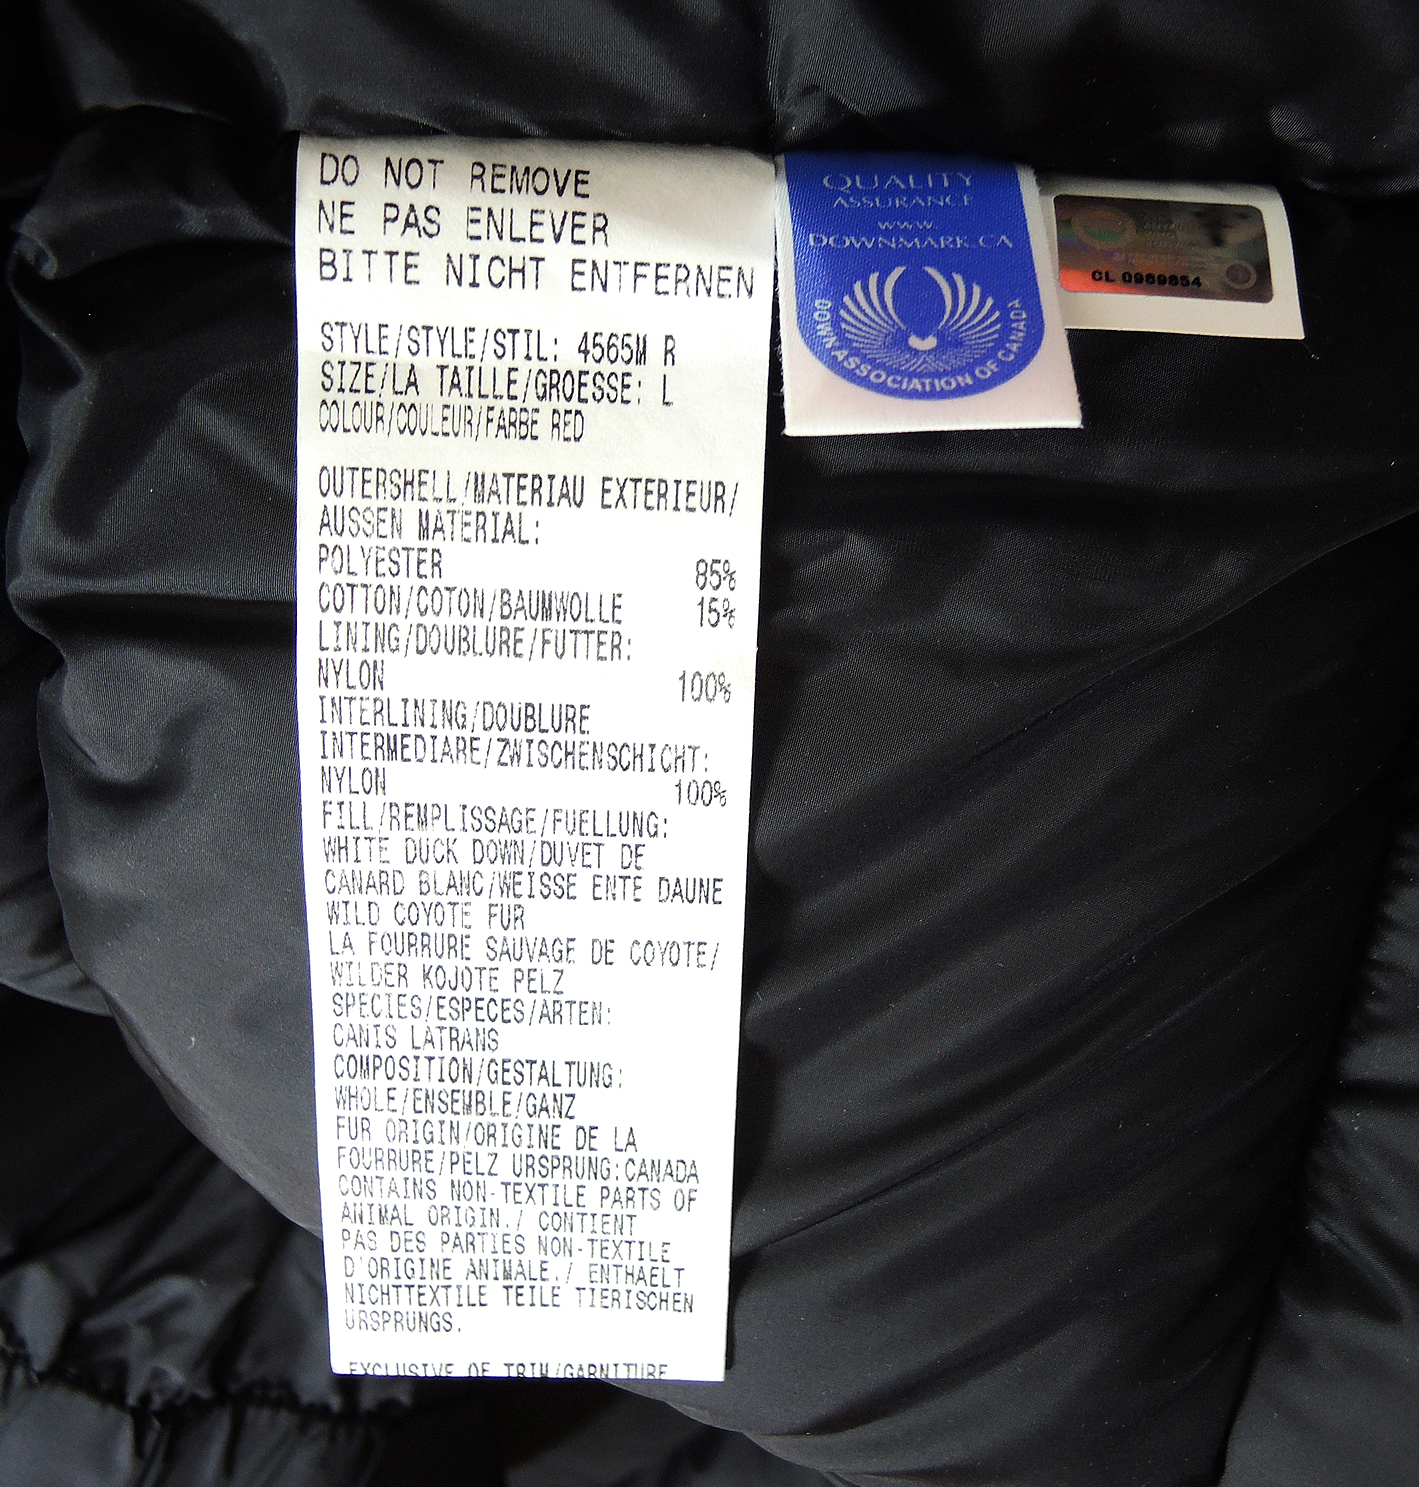 DO NOT REMOVE
NE PAS ENLEVER
BITTE NICHT ENTFERNEN
STYLE/STYLE/STIL: 4565M R
SIZE/LA TAILLE/GROESSE: L
COLOUR/COULEUR/FARBE RED
OUTERSHELL/MATERIAU EXTERIEUR/
AUSSEN MATERIAL:
POLYESTER 85%
COTTON/COTON/BAUMWOLLE 15%
LINING/DOUBLURE/FUTTER:
NYLON 100%
INTERLINING/DOUBLURE
INTERMEDIARE/ZWISCHENSCHICHT:
NYLON 100%
FILL/REMPLISSAGE/FUELLUNG:
WHITE DUCK DOWN/DUVET DE
CANARD BLANC/WEISSE ENTE DAUNE
WILD COYOTE FUR
LA FOURRURE SAUVAGE DE COYOTE/
WILDER KOJOTE PELZ
SPECIES/ESPECES/ARTEN:
CANIS LATRANS
COMPOSITION/GESTALTUNG:
WHOLE/ENSEMBLE/GANZ
FUR ORIGIN/ORIGINE DE LA
FOURRURE/PELZ URSPRUNG:CANADA
CONTAINS NON-TEXTILE PARTS OF
ANIMAL ORIGIN./ CONTIENT
PAS DES PARTIES NON-TEXTILE
D'ORIGINE ANIMALE./ ENTHAELT
NICHTTEXTILE TEILE TIERISCHEN
URSPRUNGS.
EXCLUSIVE OF TRIM/GARNITURE
QUALITY
ASSURANCE
www.
DOWNMARK.CA
DOWN ASSOCIATION OF CANADA
CL 0989854